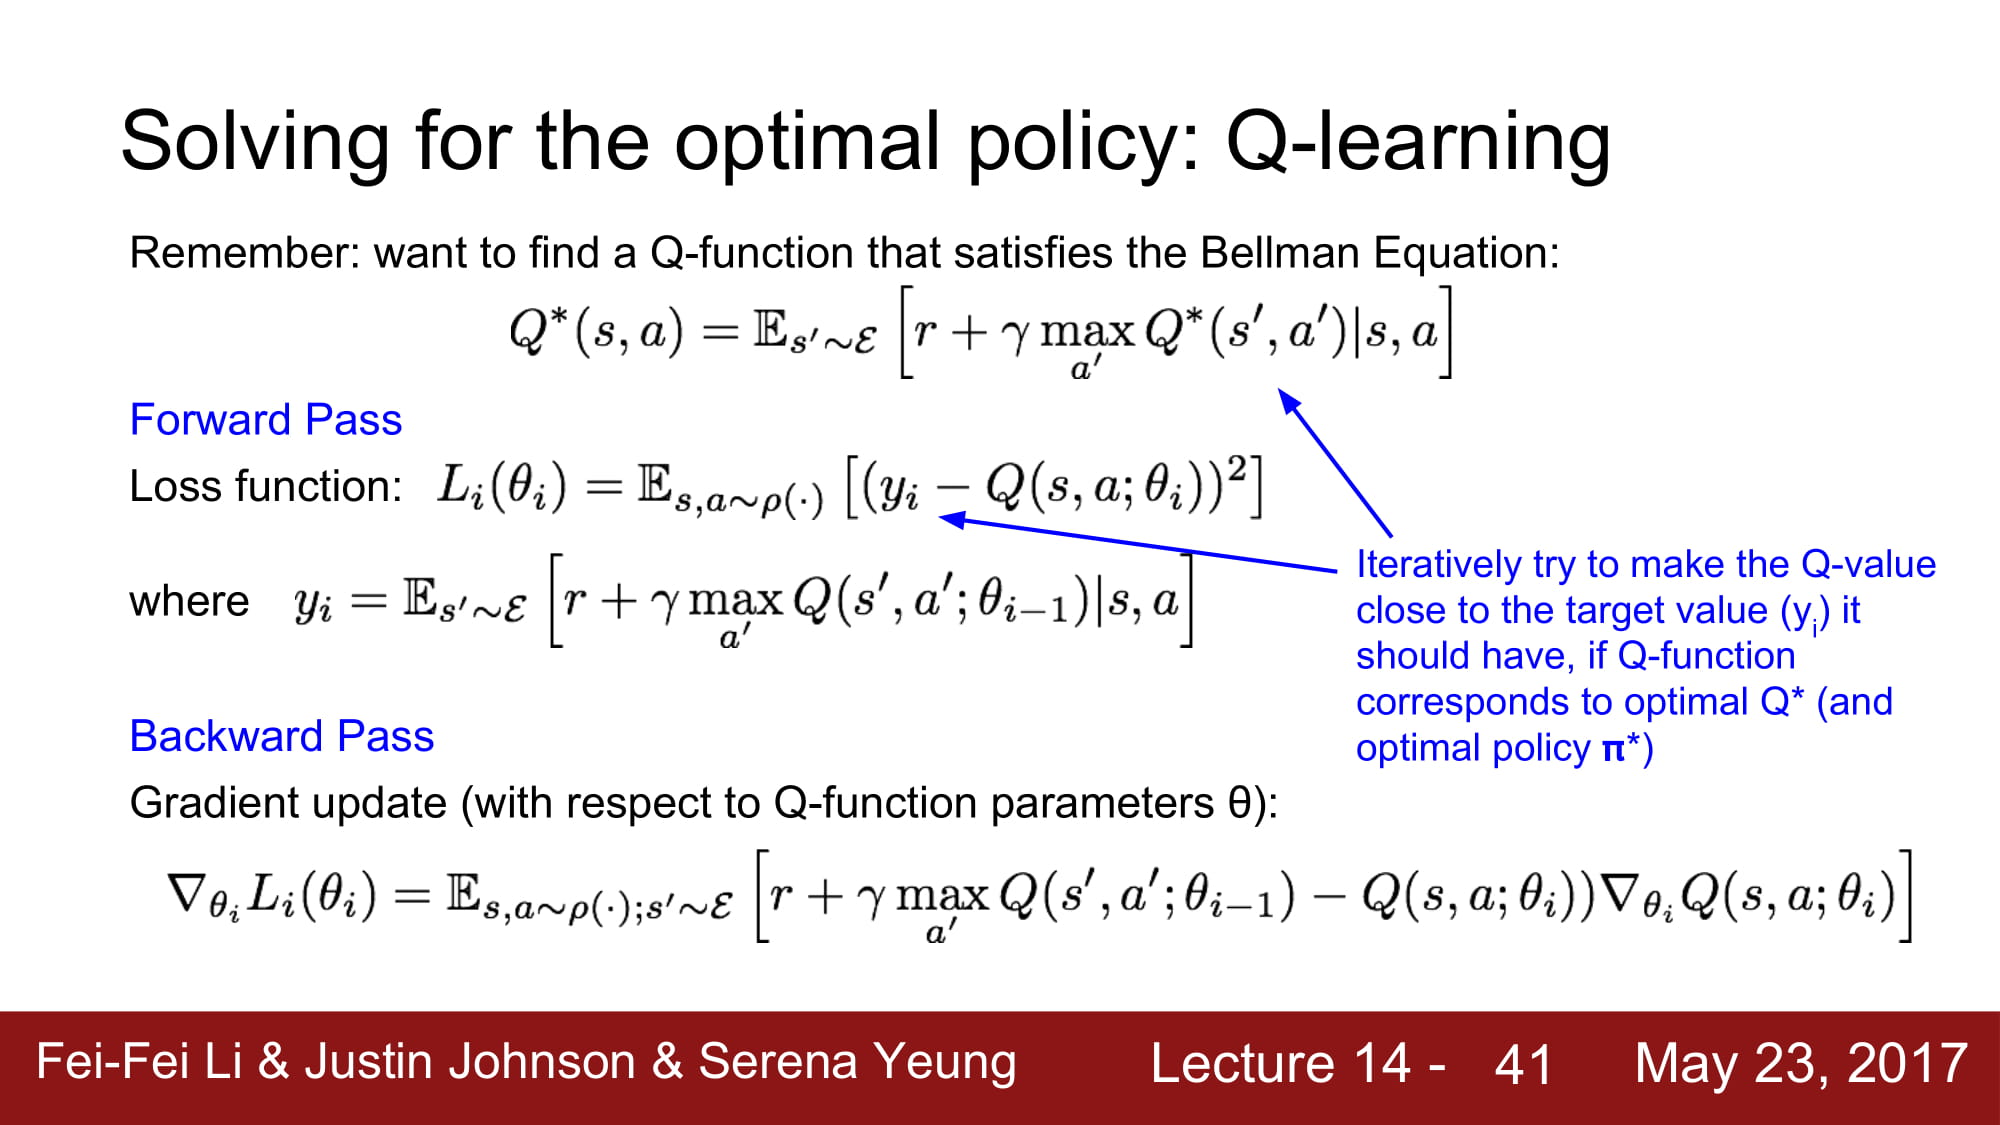 Solving for the optimal policy: Q-learning
Remember: want to find a Q-function that satisfies the Bellman Equation:
$Q^*(s, a) = \mathbb{E}_{s' \sim \mathcal{E}} \left[ r + \gamma \max_{a'} Q^*(s', a') | s, a \right]$
Forward Pass
Loss function: $L_i(\theta_i) = \mathbb{E}_{s,a \sim \rho(\cdot)} \left[ (y_i - Q(s, a; \theta_i))^2 \right]$
where $y_i = \mathbb{E}_{s' \sim \mathcal{E}} \left[ r + \gamma \max_{a'} Q(s', a'; \theta_{i-1}) | s, a \right]$
Iteratively try to make the Q-value
close to the target value (y_i) it
should have, if Q-function
corresponds to optimal Q* (and
optimal policy π*)
Backward Pass
Gradient update (with respect to Q-function parameters θ):
$\nabla_{\theta_i} L_i(\theta_i) = \mathbb{E}_{s,a \sim \rho(\cdot); s' \sim \mathcal{E}} \left[ r + \gamma \max_{a'} Q(s', a'; \theta_{i-1}) - Q(s, a; \theta_i)) \nabla_{\theta_i} Q(s, a; \theta_i) \right]$
Fei-Fei Li & Justin Johnson & Serena Yeung Lecture 14 - 41 May 23, 2017